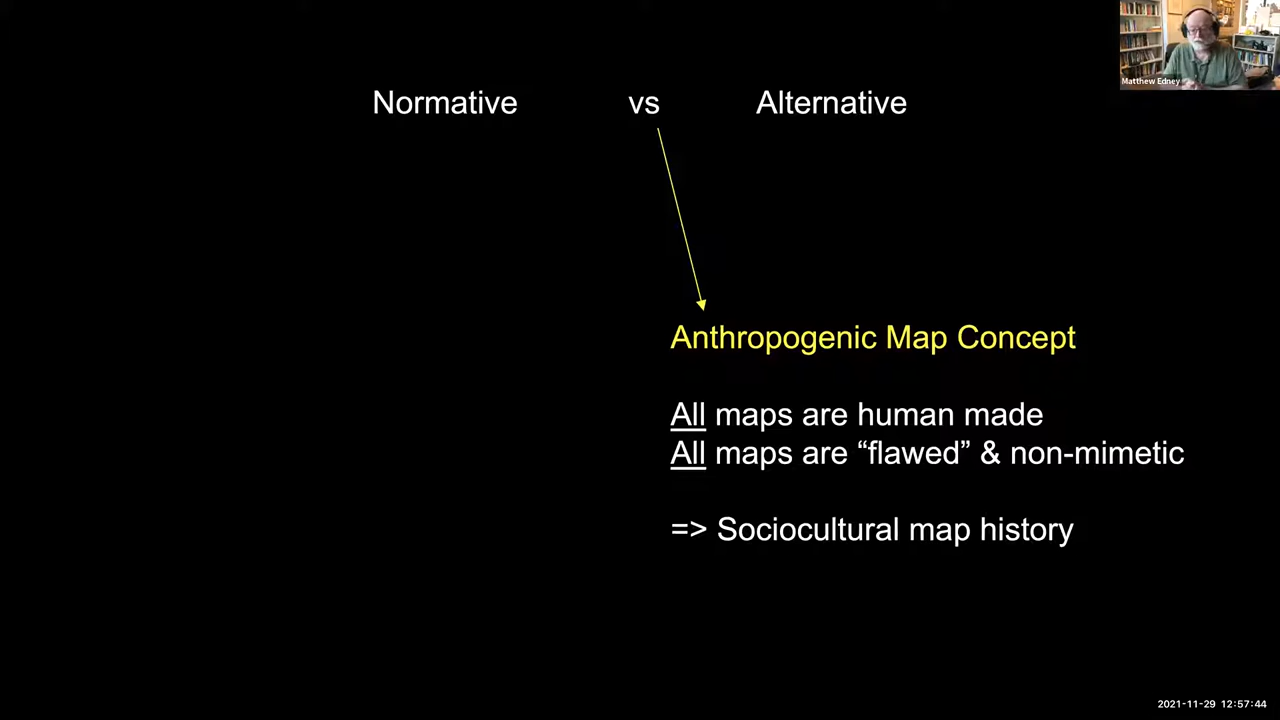 Matthew Edney
Normative vs Alternative
Anthropogenic Map Concept
All maps are human made
All maps are “flawed” & non-mimetic
=> Sociocultural map history
2021-11-29 12:57:44